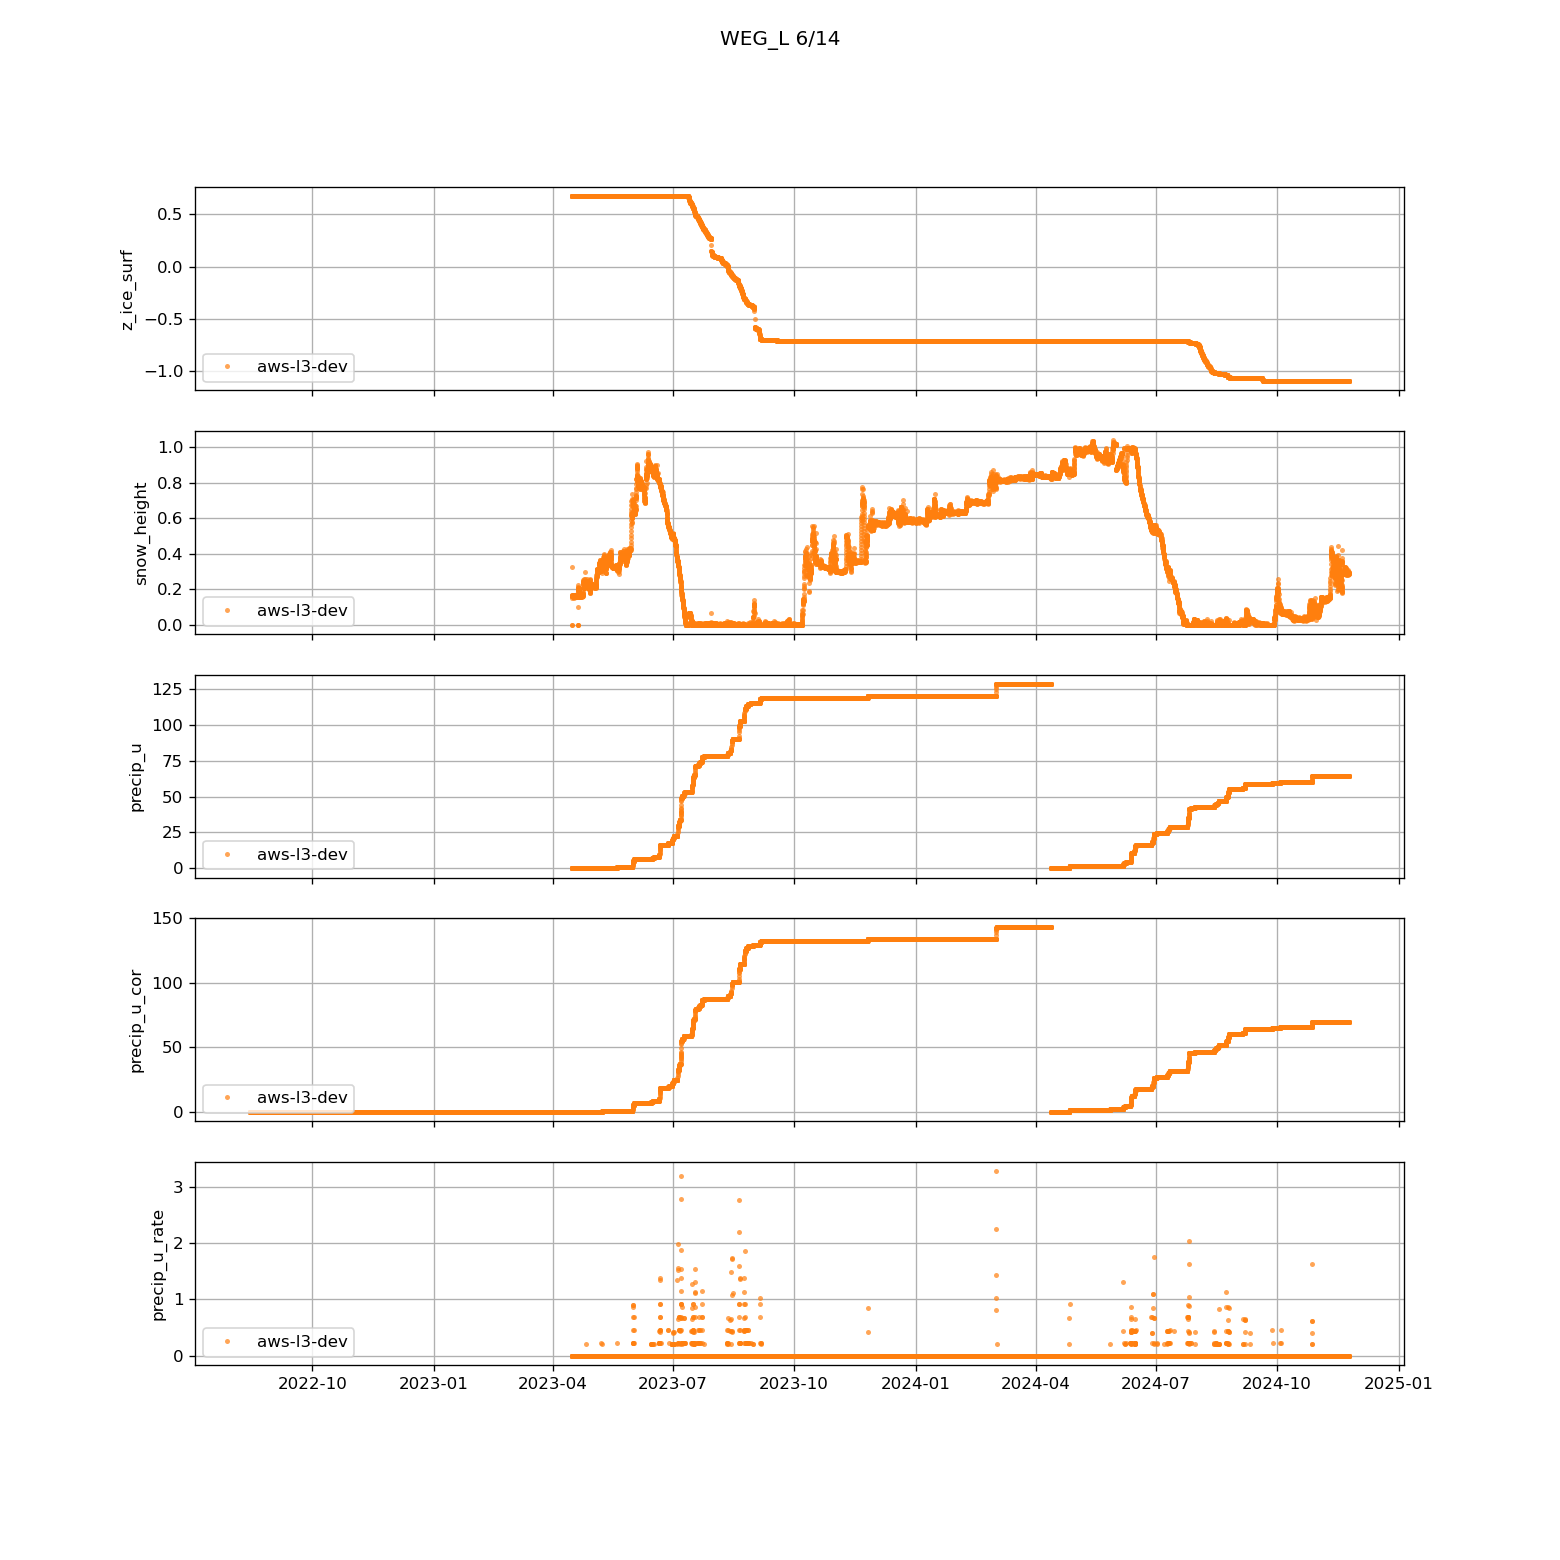 WEG_L 6/14
0.5
0.0
−0.5
−1.0
z_ice_surf
aws-l3-dev
1.0
0.8
0.6
0.4
0.2
0.0
snow_height
aws-l3-dev
125
100
75
50
25
0
precip_u
aws-l3-dev
150
100
50
0
precip_u_cor
aws-l3-dev
3
2
1
0
precip_u_rate
aws-l3-dev
2022-10 2023-01 2023-04 2023-07 2023-10 2024-01 2024-04 2024-07 2024-10 2025-01